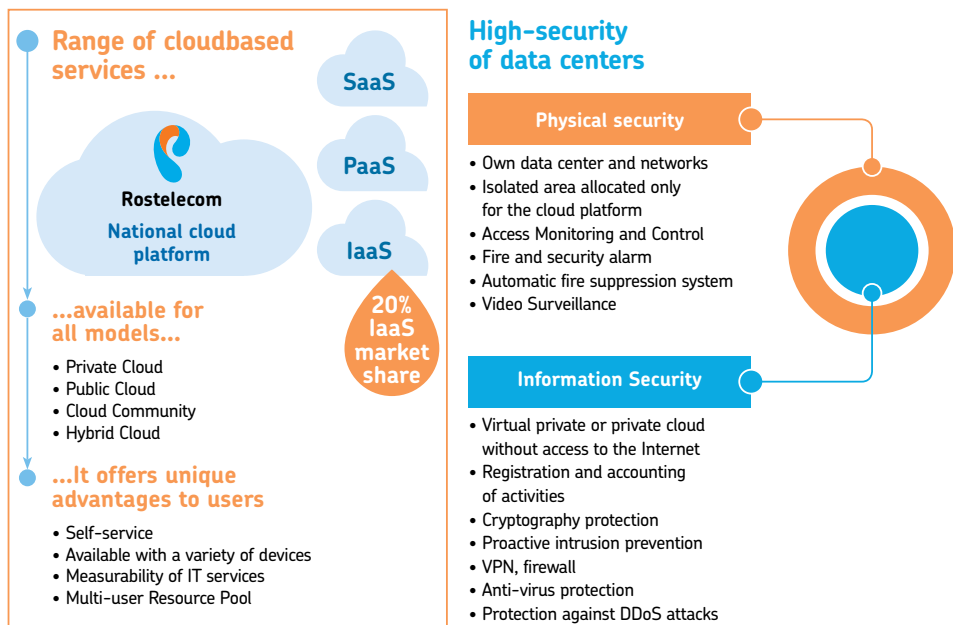 Range of cloudbased
services ...
SaaS
PaaS
IaaS
Rostelecom
National cloud
platform
20%
IaaS
market
share
...available for
all models...
• Private Cloud
• Public Cloud
• Cloud Community
• Hybrid Cloud
...It offers unique
advantages to users
• Self-service
• Available with a variety of devices
• Measurability of IT services
• Multi-user Resource Pool
High-security
of data centers
Physical security
• Own data center and networks
• Isolated area allocated only
for the cloud platform
• Access Monitoring and Control
• Fire and security alarm
• Automatic fire suppression system
• Video Surveillance
Information Security
• Virtual private or private cloud
without access to the Internet
• Registration and accounting
of activities
• Cryptography protection
• Proactive intrusion prevention
• VPN, firewall
• Anti-virus protection
• Protection against DDoS attacks